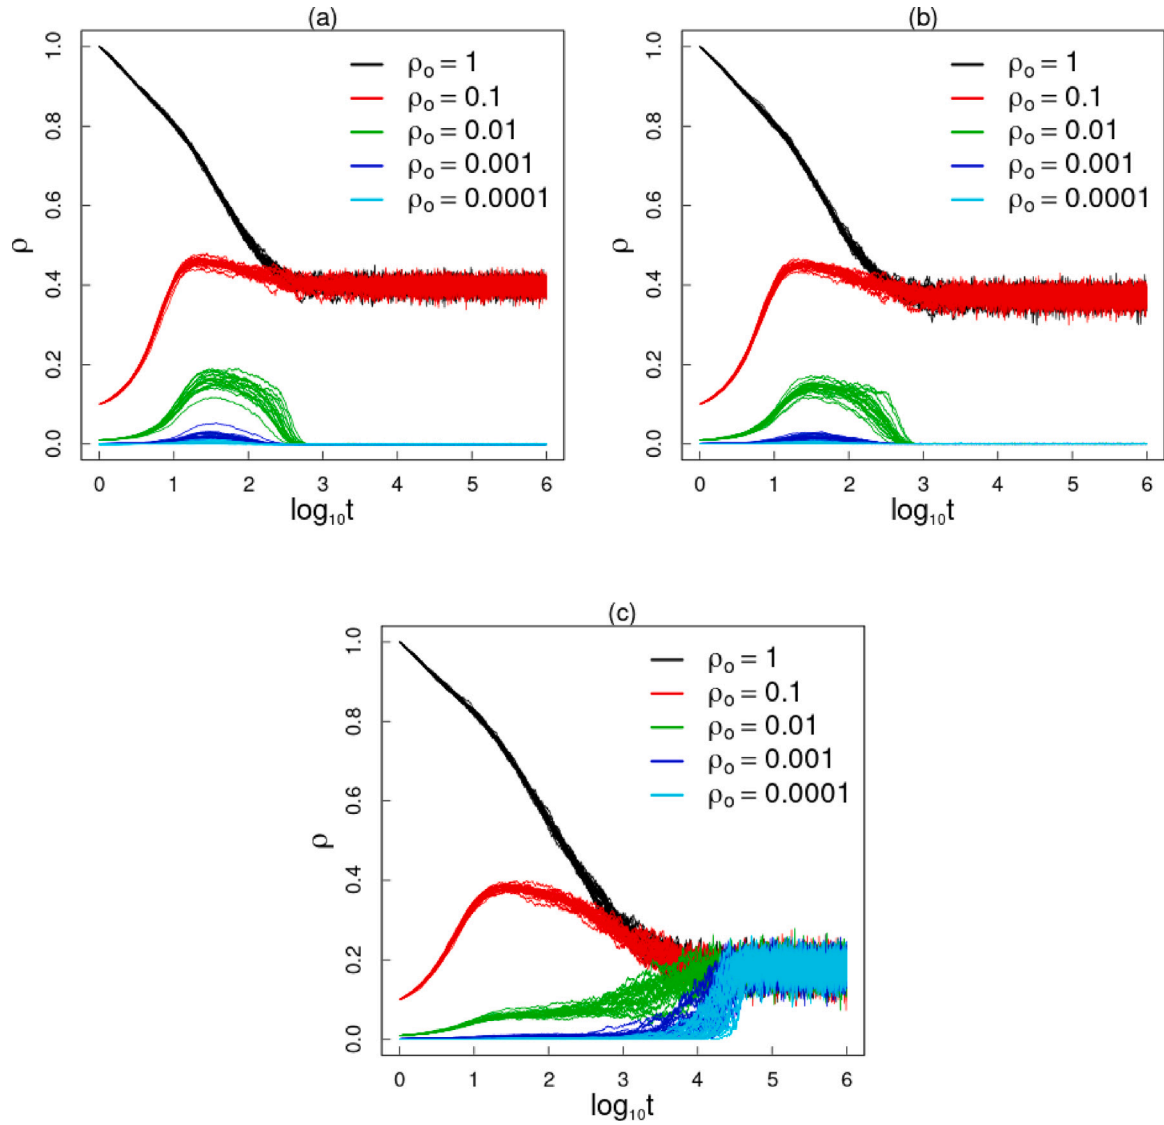 (a)
1.0
0.8
0.6
0.4
0.2
0.0
ρ
ρₒ = 1
ρₒ = 0.1
ρₒ = 0.01
ρₒ = 0.001
ρₒ = 0.0001
0 1 2 3 4 5 6
log₁₀t
(b)
1.0
0.8
0.6
0.4
0.2
0.0
ρ
ρₒ = 1
ρₒ = 0.1
ρₒ = 0.01
ρₒ = 0.001
ρₒ = 0.0001
0 1 2 3 4 5 6
log₁₀t
(c)
1.0
0.8
0.6
0.4
0.2
0.0
ρ
ρₒ = 1
ρₒ = 0.1
ρₒ = 0.01
ρₒ = 0.001
ρₒ = 0.0001
0 1 2 3 4 5 6
log₁₀t